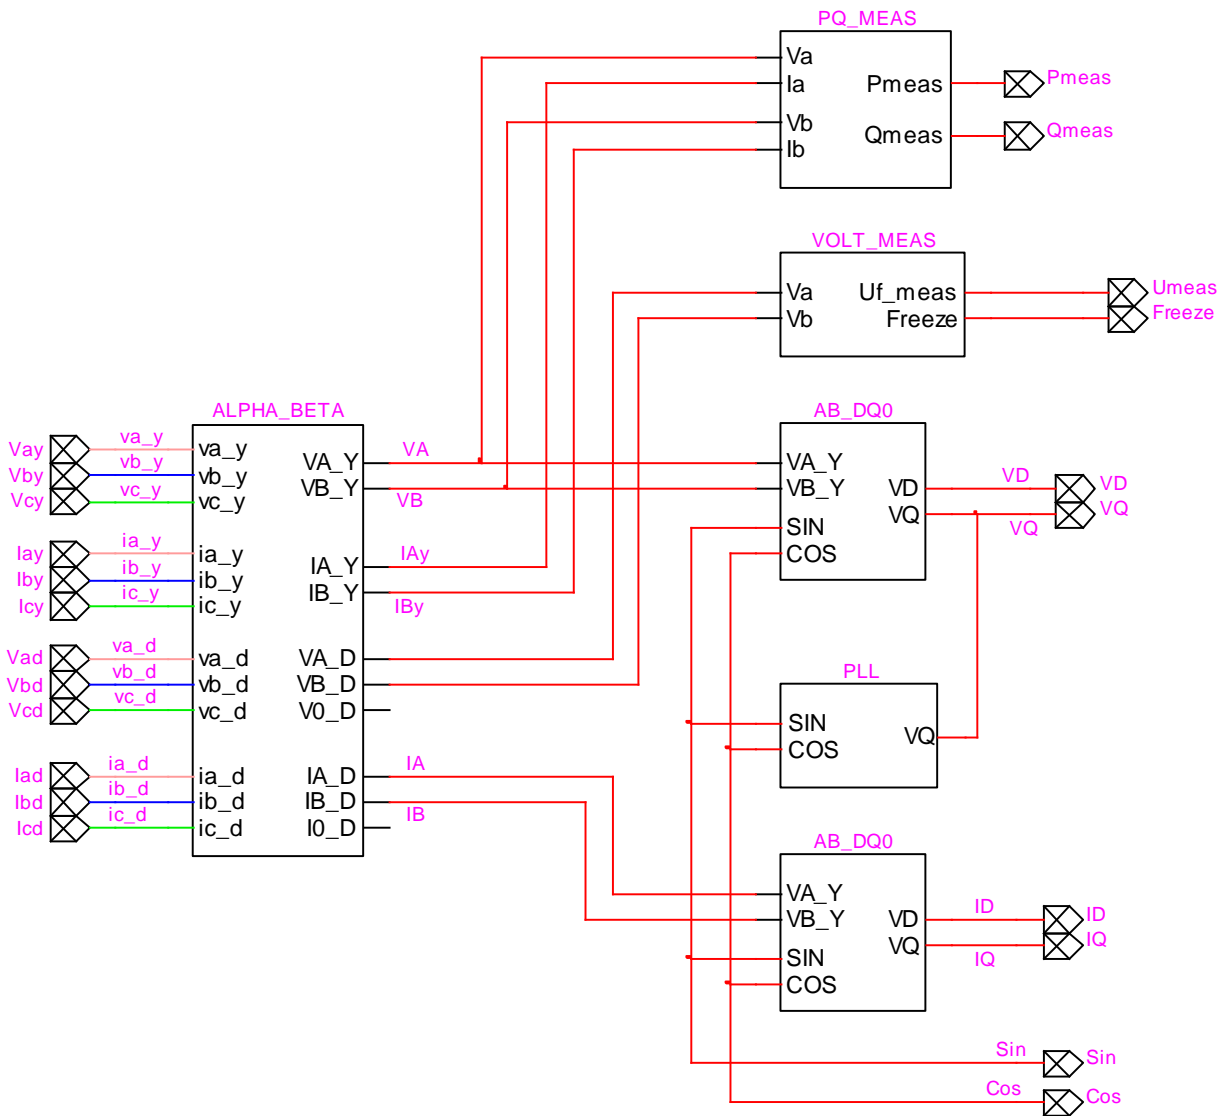 PQ_MEAS
Va
Ia
Vb
Ib
Pmeas
Qmeas
Pmeas
Qmeas
VOLT_MEAS
Va
Vb
Uf_meas
Freeze
Umeas
Freeze
ALPHA_BETA
Vay
Vby
Vcy
va_y
vb_y
vc_y
va_y
vb_y
vc_y
Iay
Iby
Icy
ia_y
ib_y
ic_y
ia_y
ib_y
ic_y
Vad
Vbd
Vcd
va_d
vb_d
vc_d
va_d
vb_d
vc_d
Iad
Ibd
Icd
ia_d
ib_d
ic_d
ia_d
ib_d
ic_d
VA_Y
VB_Y
IA_Y
IB_Y
VA_D
VB_D
V0_D
IA_D
IB_D
I0_D
VA
VB
IAy
IBy
IA
IB
AB_DQ0
VA_Y
VB_Y
SIN
COS
VD
VQ
VD
VQ
VD
VQ
PLL
SIN
COS
VQ
AB_DQ0
VA_Y
VB_Y
SIN
COS
VD
VQ
ID
IQ
ID
IQ
Sin
Sin
Cos
Cos